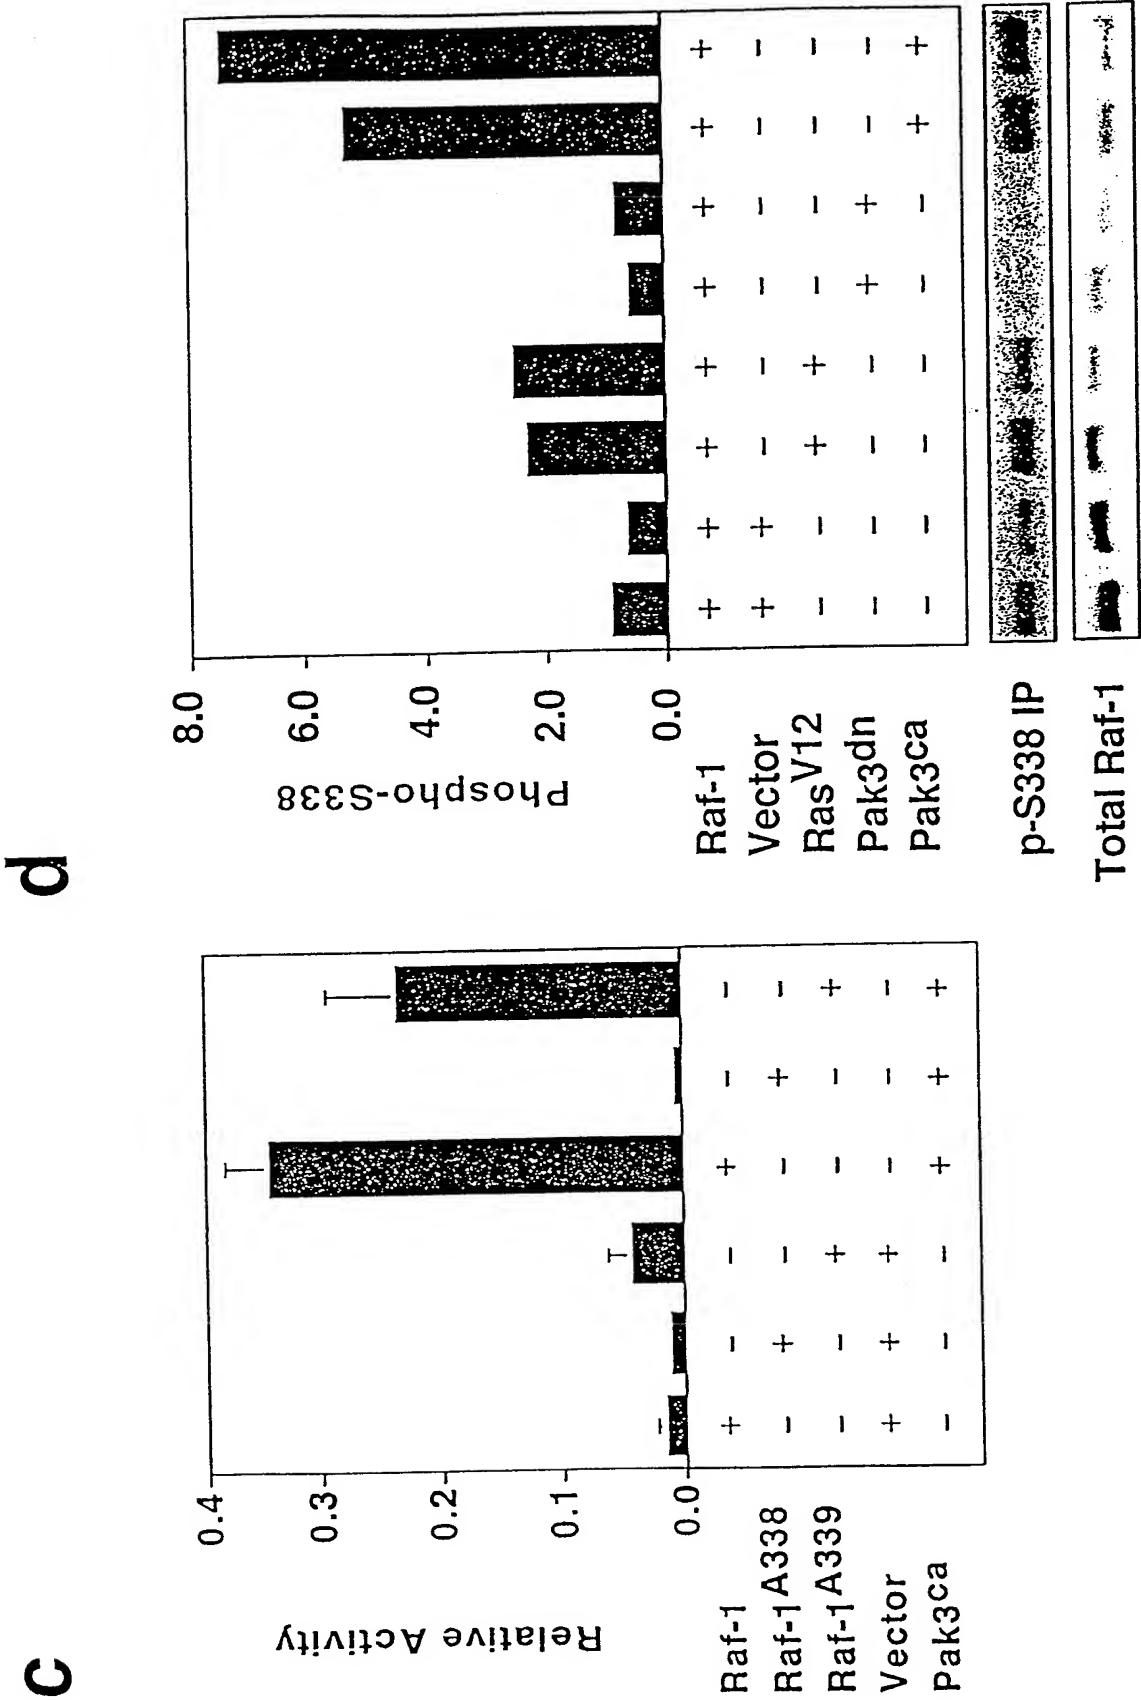 c
Relative Activity
0.4
0.3
0.2
0.1
0.0
Raf-1 + − − + − −
Raf-1A338 − + − − + −
Raf-1A339 − − + − − +
Vector + + + − − −
Pak3ca − − − + + +
d
Phospho-S338
8.0
6.0
4.0
2.0
0.0
Raf-1 + + + + + + + +
Vector + + − − − − − −
RasV12 − − + + − − − −
Pak3dn − − − − + + − −
Pak3ca − − − − − − + +
p-S338 IP
Total Raf-1